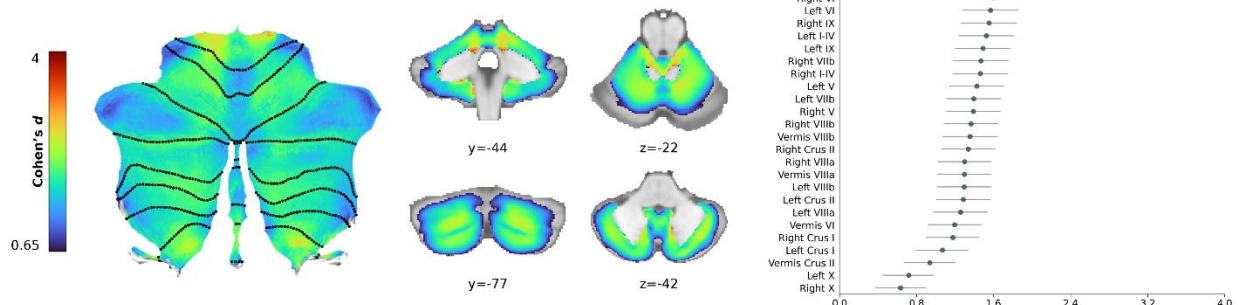 4
Cohen's d
0.65
y=-44
z=-22
y=-77
z=-42
Right VI
Left VI
Right IX
Left I-IV
Left IX
Right VIIb
Right I-IV
Left V
Left VIIb
Right V
Right VIIIb
Vermis VIIIb
Right Crus II
Right VIIIa
Vermis VIIIa
Left VIIIb
Left Crus II
Left VIIIa
Vermis VI
Right Crus I
Left Crus I
Vermis Crus II
Left X
Right X
0.0 0.8 1.6 2.4 3.2 4.0